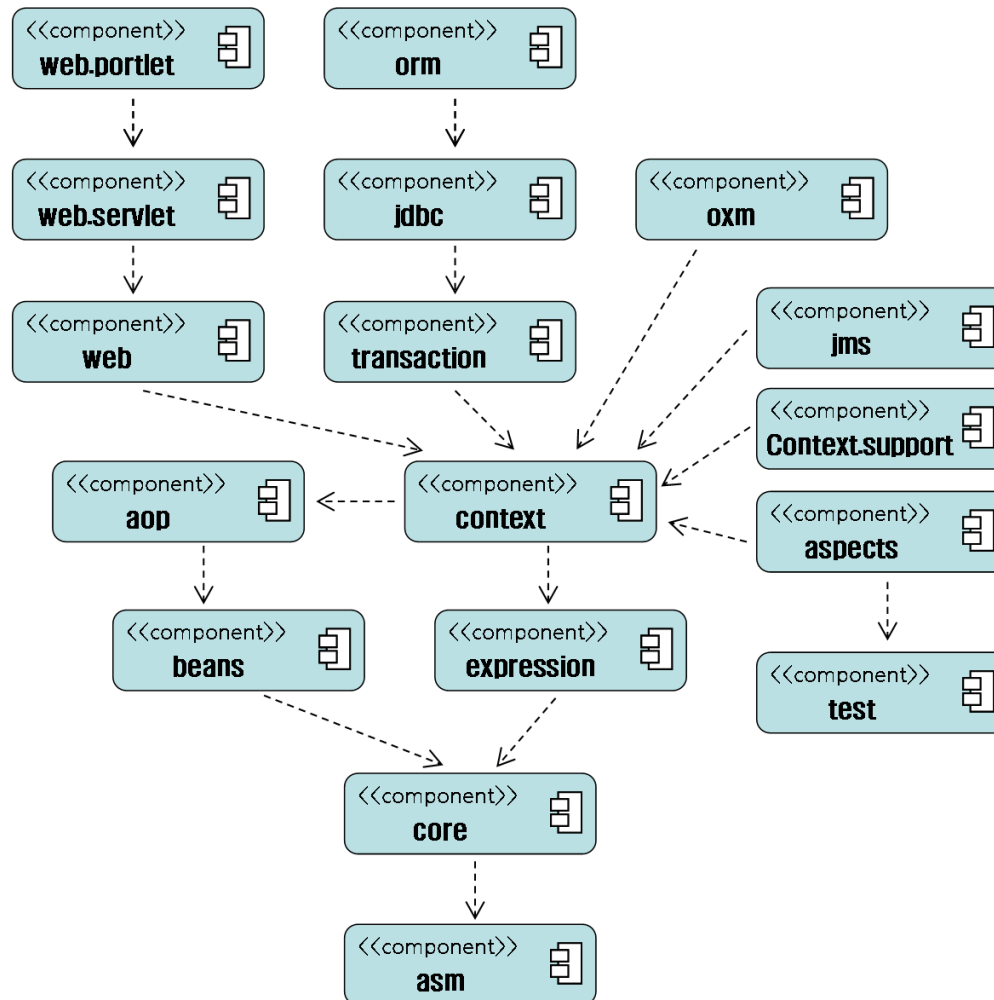 <<component>>
web.portlet
<<component>>
orm
<<component>>
web.servlet
<<component>>
jdbc
<<component>>
oxm
<<component>>
web
<<component>>
transaction
<<component>>
jms
<<component>>
Context.support
<<component>>
aop
<<component>>
context
<<component>>
aspects
<<component>>
beans
<<component>>
expression
<<component>>
test
<<component>>
core
<<component>>
asm